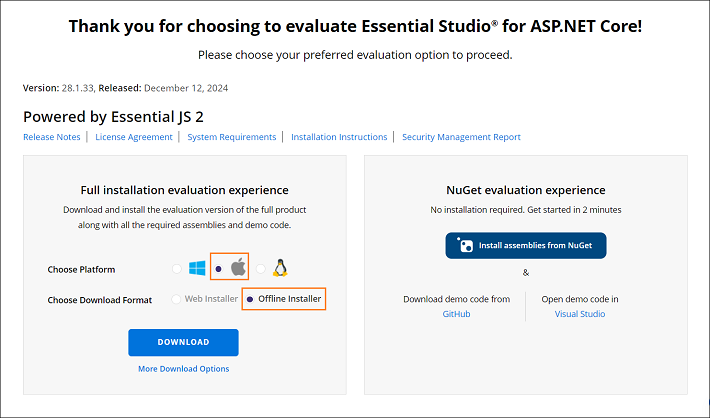 Thank you for choosing to evaluate Essential Studio® for ASP.NET Core!
Please choose your preferred evaluation option to proceed.
Version: 28.1.33, Released: December 12, 2024
Powered by Essential JS 2
Release Notes | License Agreement | System Requirements | Installation Instructions | Security Management Report
Full installation evaluation experience
Download and install the evaluation version of the full product
along with all the required assemblies and demo code.
Choose Platform
Choose Download Format Web Installer Offline Installer
DOWNLOAD
More Download Options
NuGet evaluation experience
No installation required. Get started in 2 minutes
Install assemblies from NuGet
&
Download demo code from
GitHub
Open demo code in
Visual Studio